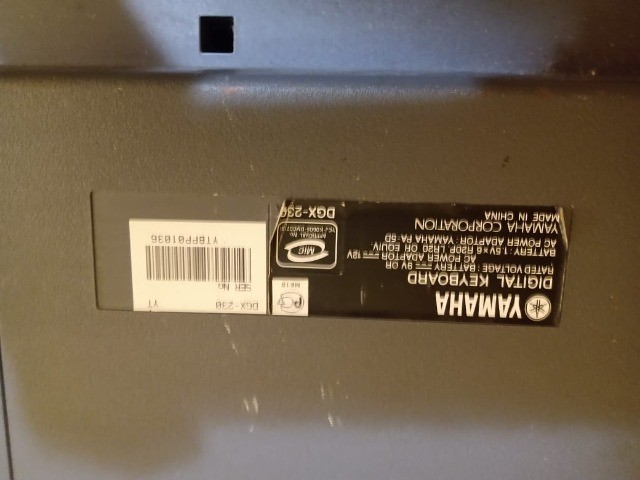 YAMAHA
DIGITAL KEYBOARD
RATED VOLTAGE: BATTERY 9V OR
AC POWER ADAPTOR 12V
BATTERY : 1.5V×6 R20P LR20 OR EQUIV.
AC POWER ADAPTOR : YAMAHA PA-5D
YAMAHA CORPORATION
MADE IN CHINA
MIC
DGX-230
DGX-230 YT
SER No
YTBPP01036